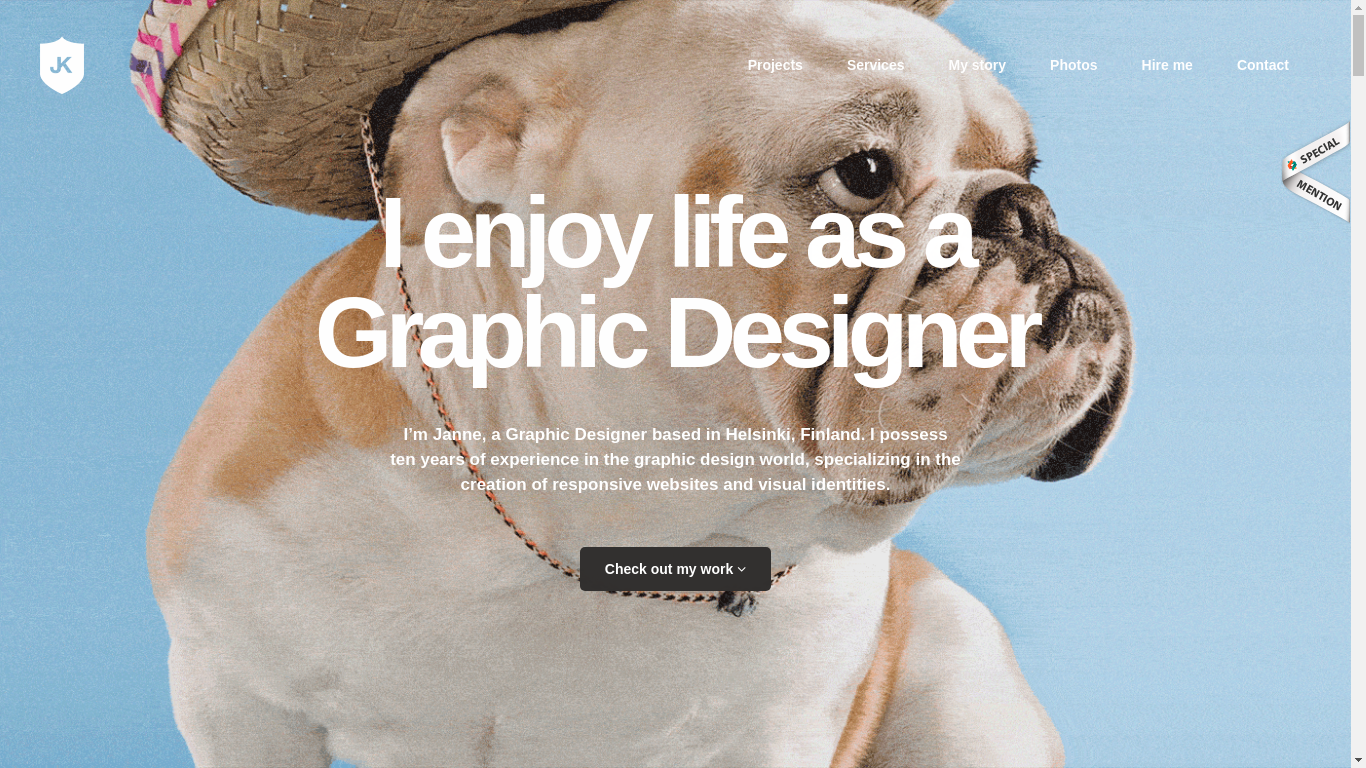 JK
Projects Services My story Photos Hire me Contact
SPECIAL
MENTION
I enjoy life as a
Graphic Designer
I’m Janne, a Graphic Designer based in Helsinki, Finland. I possess
ten years of experience in the graphic design world, specializing in the
creation of responsive websites and visual identities.
Check out my work